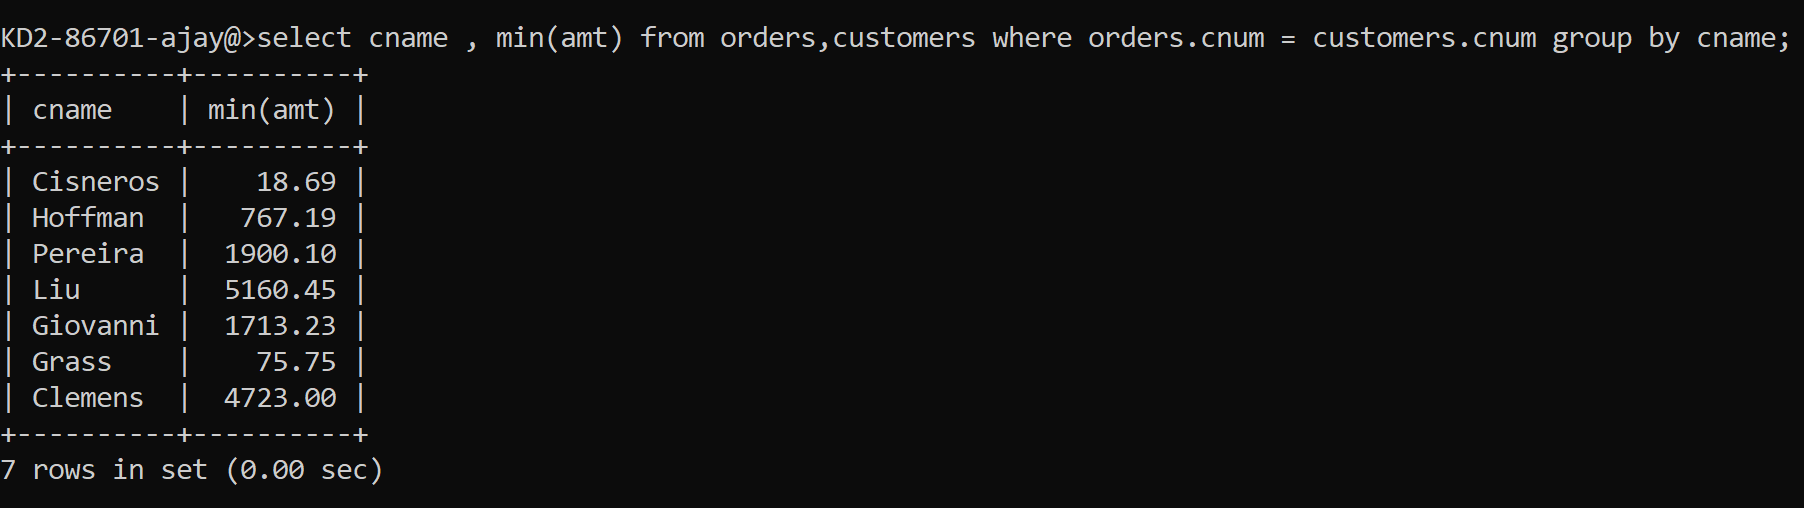 KD2-86701-ajay@>select cname , min(amt) from orders,customers where orders.cnum = customers.cnum group by cname;
+----------+----------+
| cname    | min(amt) |
+----------+----------+
| Cisneros |    18.69 |
| Hoffman  |   767.19 |
| Pereira  |  1900.10 |
| Liu      |  5160.45 |
| Giovanni |  1713.23 |
| Grass    |    75.75 |
| Clemens  |  4723.00 |
+----------+----------+
7 rows in set (0.00 sec)